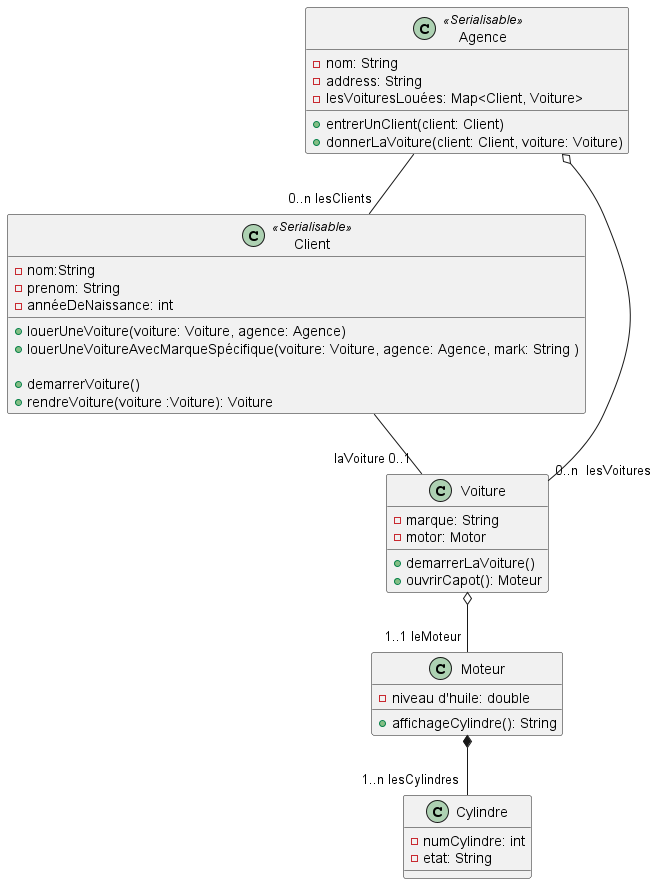 «Serialisable»
C Agence
nom: String
address: String
lesVoituresLouées: Map<Client, Voiture>
entrerUnClient(client: Client)
donnerLaVoiture(client: Client, voiture: Voiture)
0..n lesClients
«Serialisable»
C Client
nom:String
prenom: String
annéeDeNaissance: int
louerUneVoiture(voiture: Voiture, agence: Agence)
louerUneVoitureAvecMarqueSpécifique(voiture: Voiture, agence: Agence, mark: String )
demarrerVoiture()
rendreVoiture(voiture :Voiture): Voiture
laVoiture 0..1
0..n lesVoitures
C Voiture
marque: String
motor: Motor
demarrerLaVoiture()
ouvrirCapot(): Moteur
1..1 leMoteur
C Moteur
niveau d'huile: double
affichageCylindre(): String
1..n lesCylindres
C Cylindre
numCylindre: int
etat: String